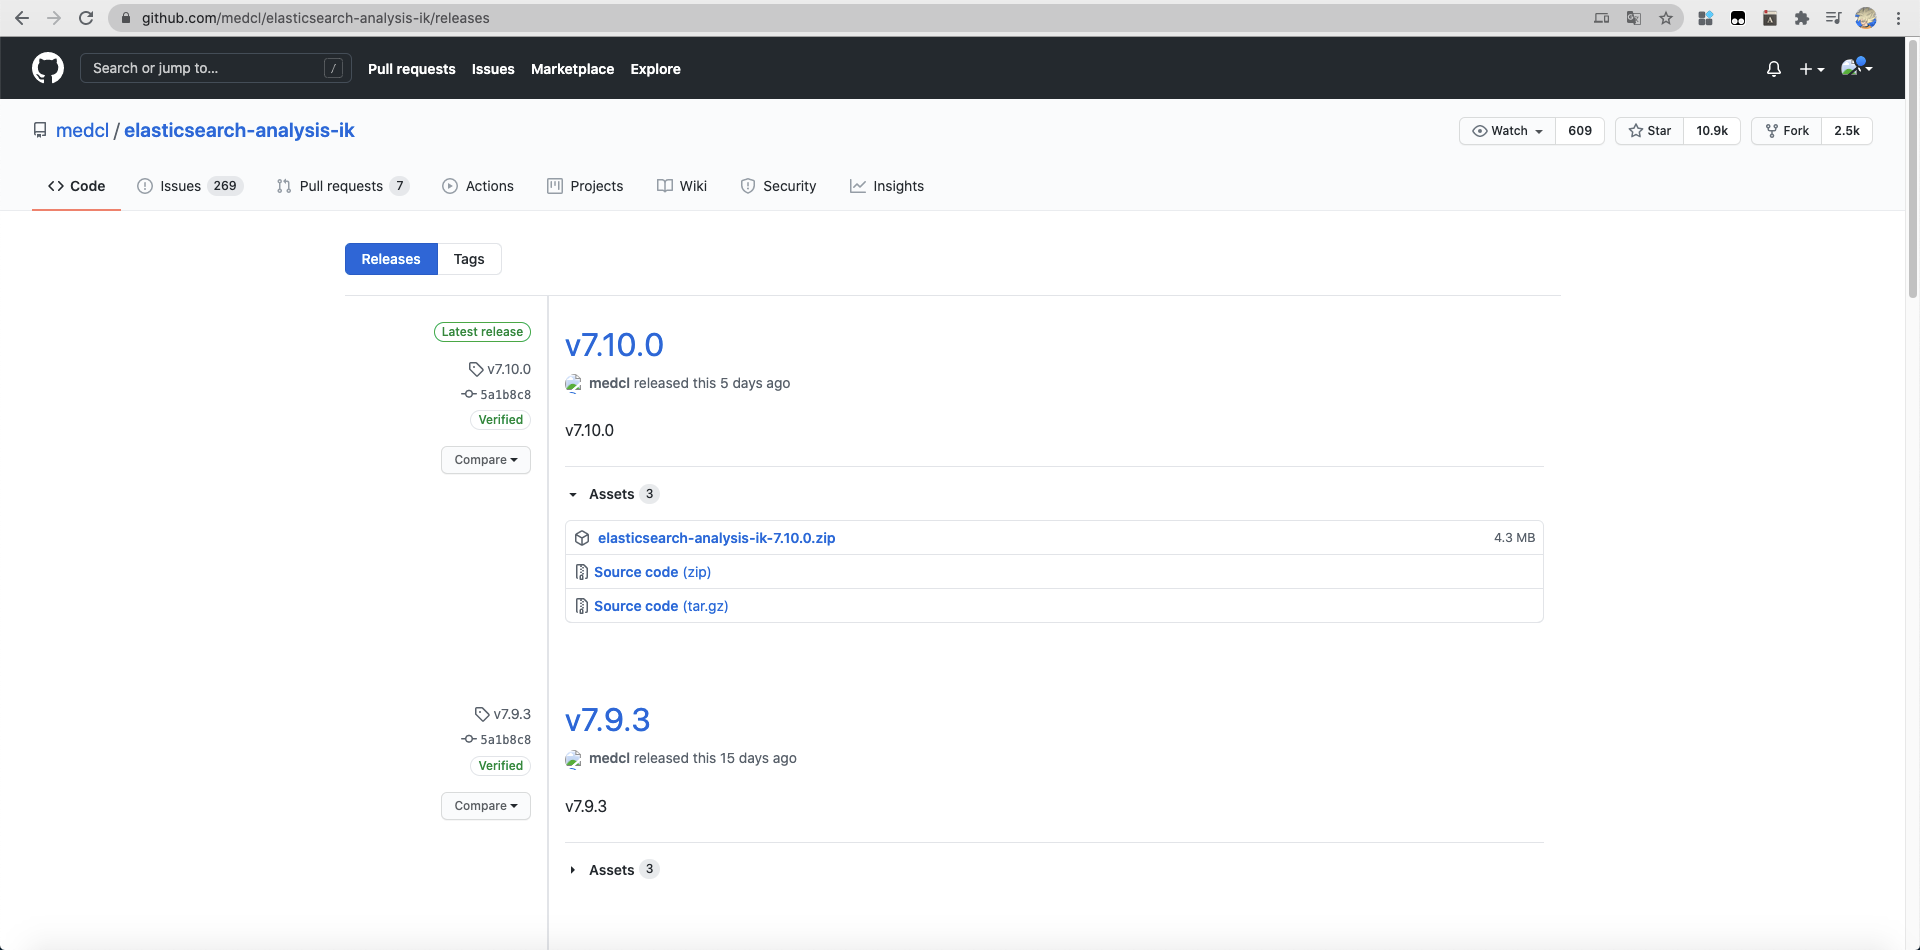 github.com/medcl/elasticsearch-analysis-ik/releases
Search or jump to... / Pull requests Issues Marketplace Explore
medcl / elasticsearch-analysis-ik Watch 609 Star 10.9k Fork 2.5k
Code Issues 269 Pull requests 7 Actions Projects Wiki Security Insights
Releases Tags
Latest release
v7.10.0
5a1b8c8
Verified
Compare
v7.10.0
medcl released this 5 days ago
v7.10.0
Assets 3
elasticsearch-analysis-ik-7.10.0.zip 4.3 MB
Source code (zip)
Source code (tar.gz)
v7.9.3
5a1b8c8
Verified
Compare
v7.9.3
medcl released this 15 days ago
v7.9.3
Assets 3